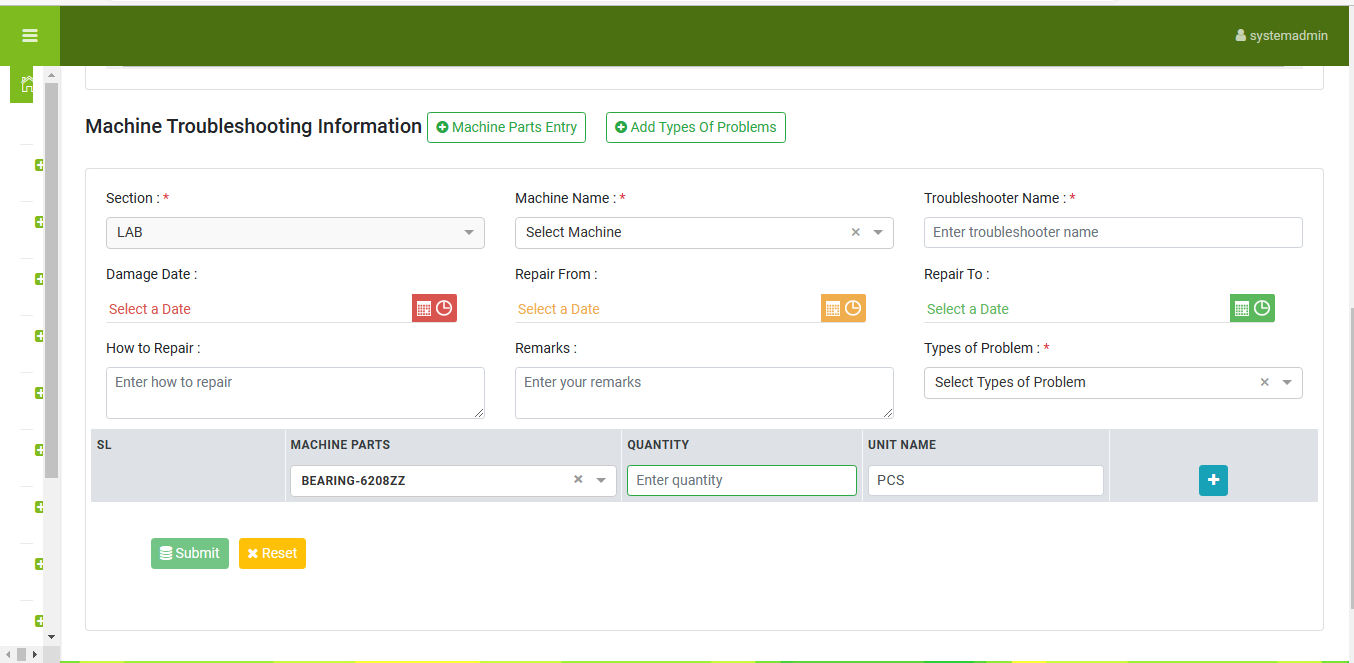 systemadmin
Machine Troubleshooting Information Machine Parts Entry Add Types Of Problems
Section : * Machine Name : * Troubleshooter Name : *
LAB Select Machine × Enter troubleshooter name
Damage Date : Repair From : Repair To :
Select a Date Select a Date Select a Date
How to Repair : Remarks : Types of Problem : *
Enter how to repair Enter your remarks Select Types of Problem ×
SL MACHINE PARTS QUANTITY UNIT NAME
BEARING-6208ZZ × Enter quantity PCS
Submit Reset